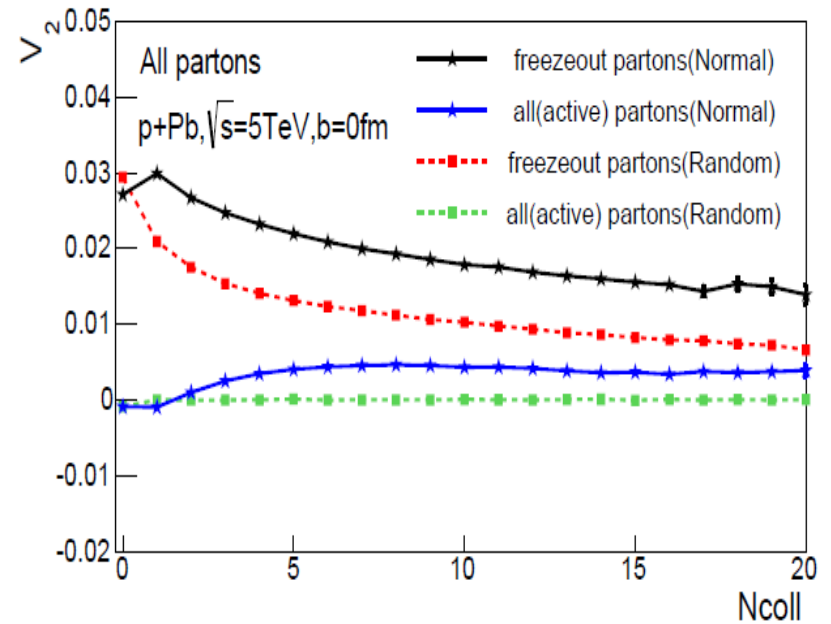 V2
0.05
0.04
0.03
0.02
0.01
0
-0.01
-0.02
All partons
p+Pb,√s=5TeV,b=0fm
freezeout partons(Normal)
all(active) partons(Normal)
freezeout partons(Random)
all(active) partons(Random)
0 5 10 15 20
Ncoll